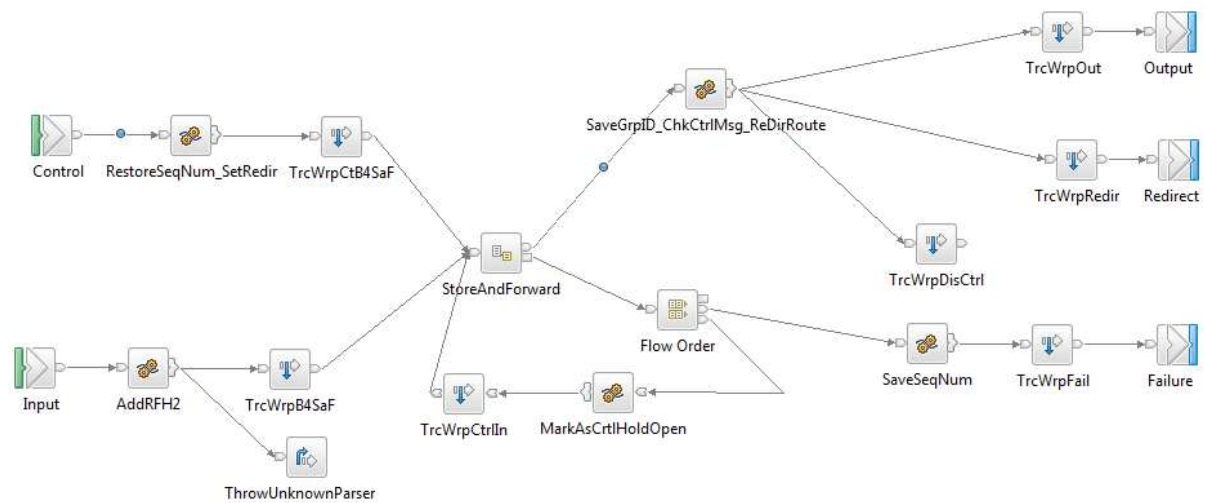 TrcWrpOut
Output
SaveGrpID_ChkCtrlMsg_ReDirRoute
Control
RestoreSeqNum_SetRedir
TrcWrpCtB4SaF
TrcWrpRedir
Redirect
TrcWrpDisCtrl
StoreAndForward
Flow Order
SaveSeqNum
TrcWrpFail
Failure
Input
AddRFH2
TrcWrpB4SaF
TrcWrpCtrlIn
MarkAsCrtlHoldOpen
ThrowUnknownParser